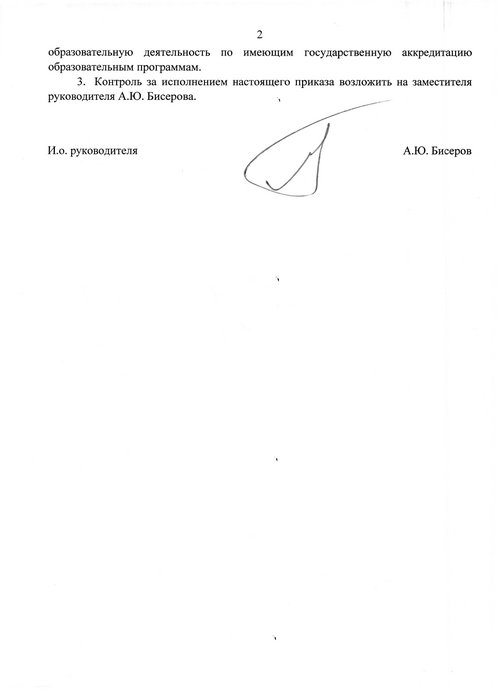 2
образовательную деятельность по имеющим государственную аккредитацию
образовательным программам.
3. Контроль за исполнением настоящего приказа возложить на заместителя
руководителя А.Ю. Бисерова.
И.о. руководителя А.Ю. Бисеров